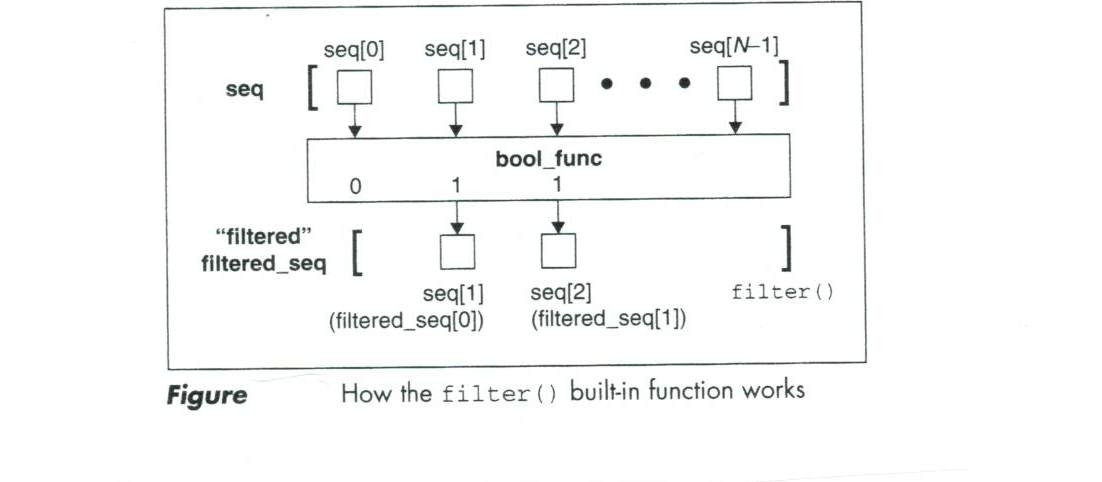 seq[0] seq[1] seq[2] seq[N–1]
seq [ • • • ]
bool_func
0 1 1
“filtered”
filtered_seq [ ]
seq[1] seq[2] filter()
(filtered_seq[0]) (filtered_seq[1])
Figure How the filter() built-in function works